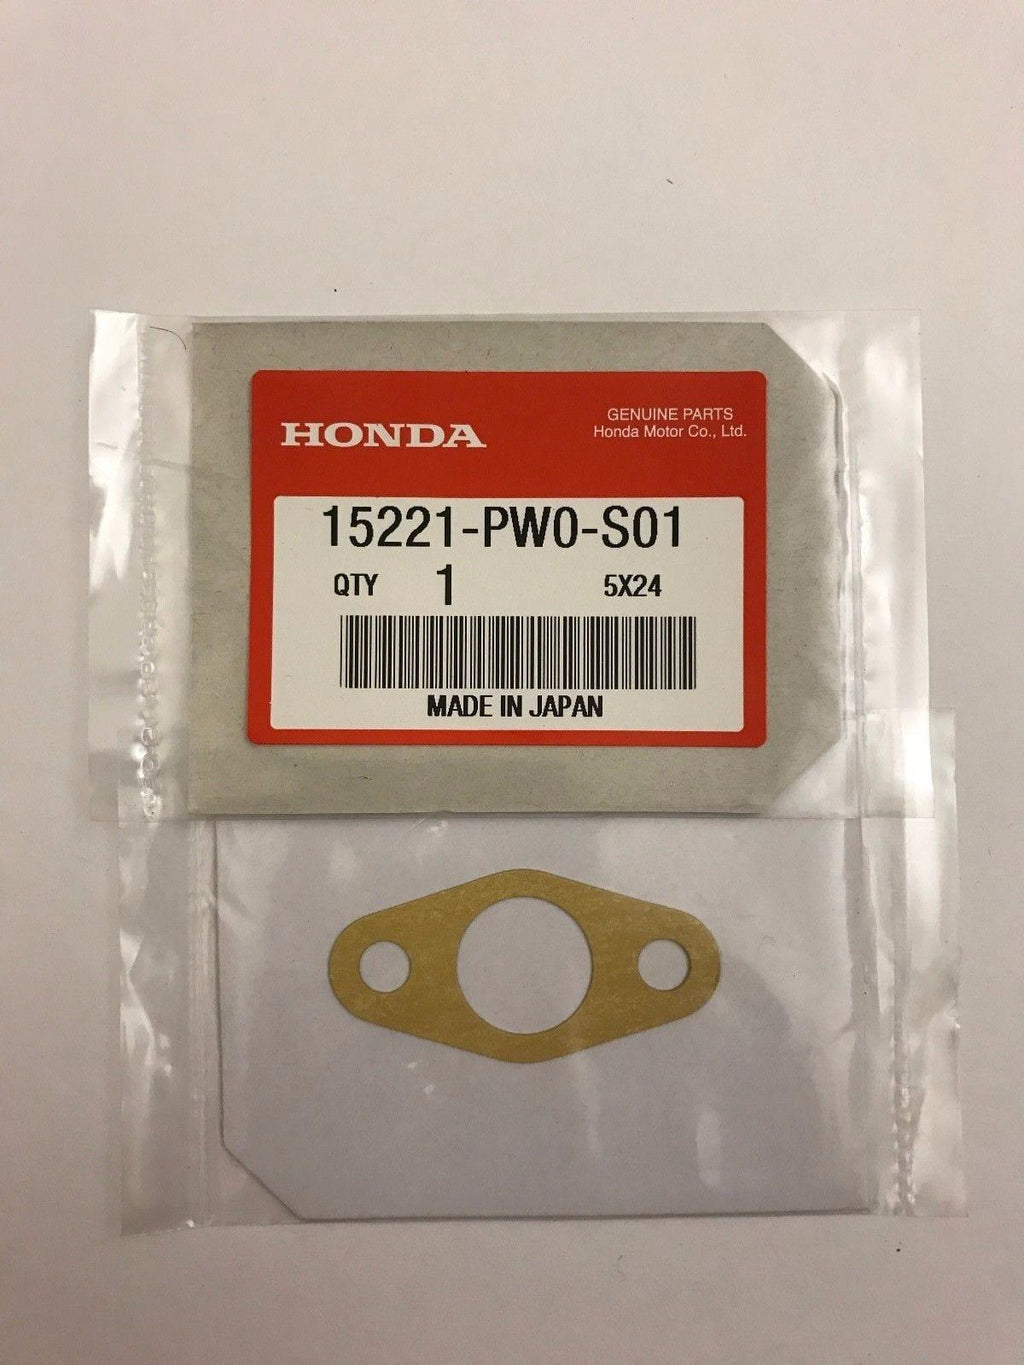 HONDA
GENUINE PARTS
Honda Motor Co., Ltd.
15221-PW0-S01
QTY 1 5X24
MADE IN JAPAN